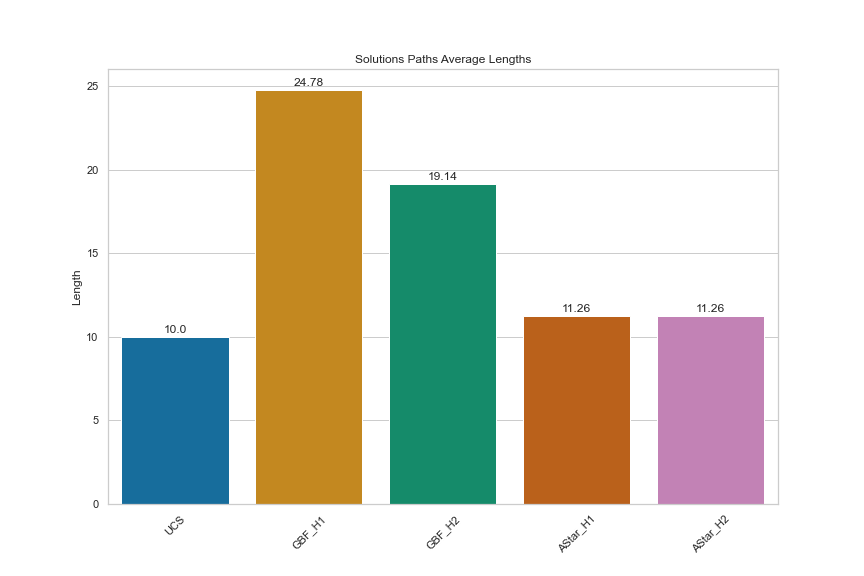 Solutions Paths Average Lengths
Length
25
20
15
10
5
0
10.0
24.78
19.14
11.26
11.26
UCS
GBF_H1
GBF_H2
AStar_H1
AStar_H2